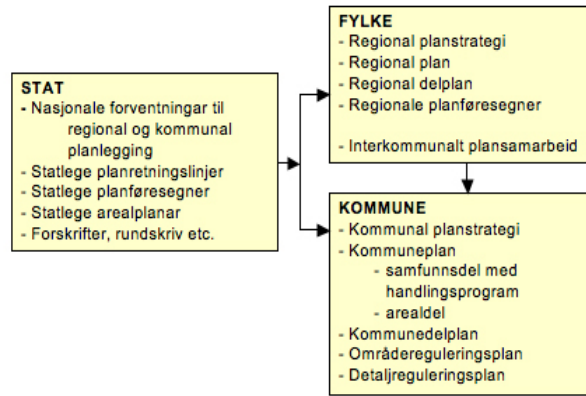 STAT
- Nasjonale forventningar til
regional og kommunal
planlegging
- Statlege planretningslinjer
- Statlege planføresegner
- Statlege arealplanar
- Forskrifter, rundskriv etc.
FYLKE
- Regional planstrategi
- Regional plan
- Regional delplan
- Regionale planføresegner
- Interkommunalt plansamarbeid
KOMMUNE
- Kommunal planstrategi
- Kommuneplan
- samfunnsdel med
handlingsprogram
- arealdel
- Kommunedelplan
- Områdereguleringsplan
- Detaljreguleringsplan